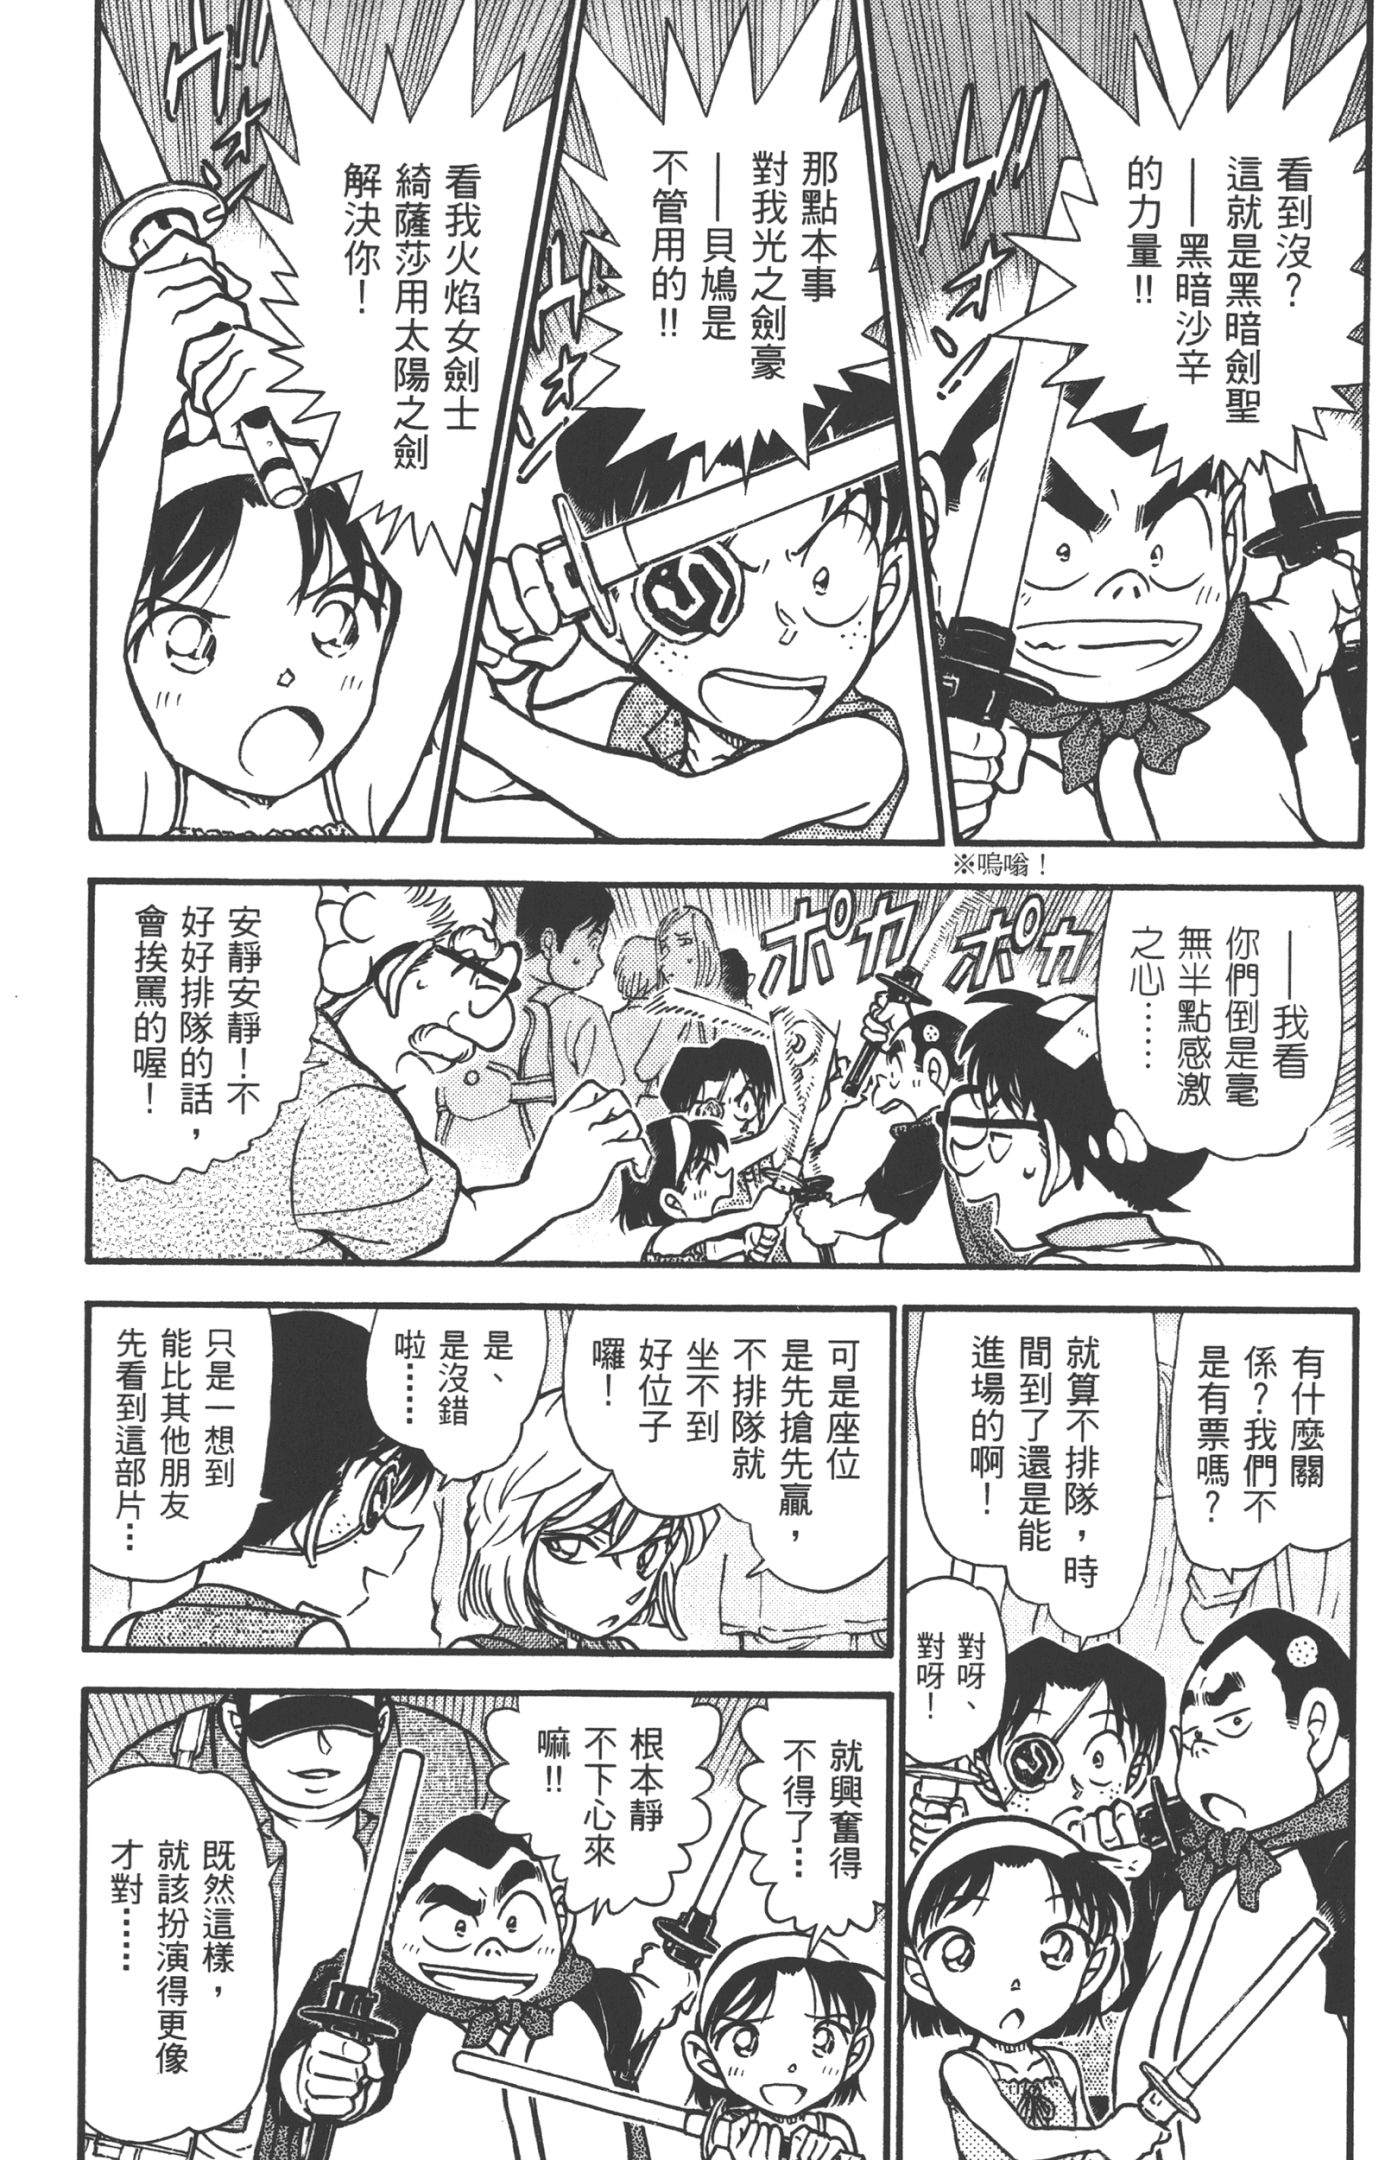 看到沒?
這就是黑暗劍聖
——黑暗沙辛
的力量!!
那點本事
對我光之劍豪
——貝鳩是
不管用的!!
看我火焰女劍士
綺薩莎用太陽之劍
解決你!
※嗚嗡!
——我看
你們倒是毫
無半點感激
之心……
ポカ
ポカ
安靜安靜!不
好好排隊的話,
會挨罵的喔!
有什麼關
係?我們不
是有票嗎?
就算不排隊,時
間到了還是能
進場的啊!
對呀、
對呀!
可是座位
是先搶先贏,
不排隊就
坐不到
好位子
囉!
是、
是沒錯
啦……
只是一想到
能比其他朋友
先看到這部片…
就興奮得
不得了…
根本靜
不下心來
嘛!!
既然這樣,
就該扮演得更像
才對……